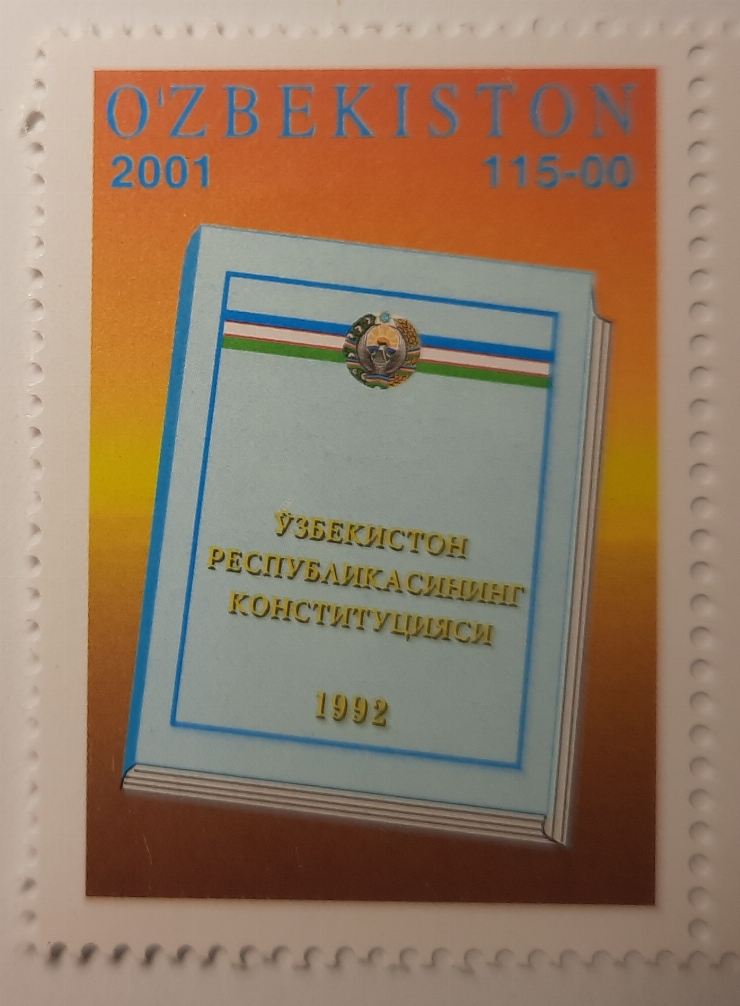 O'ZBEKISTON
2001 115-00
ЎЗБЕКИСТОН
РЕСПУБЛИКАСИНИНГ
КОНСТИТУЦИЯСИ
1992